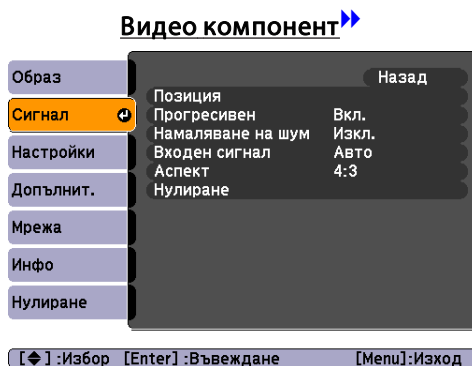 Видео компонент
Образ
Сигнал
Настройки
Допълнит.
Мрежа
Инфо
Нулиране
Назад
Позиция
Прогресивен Вкл.
Намаляване на шум Изкл.
Входен сигнал Авто
Аспект 4:3
Нулиране
[◆] :Избор [Enter] :Въвеждане [Menu]:Изход